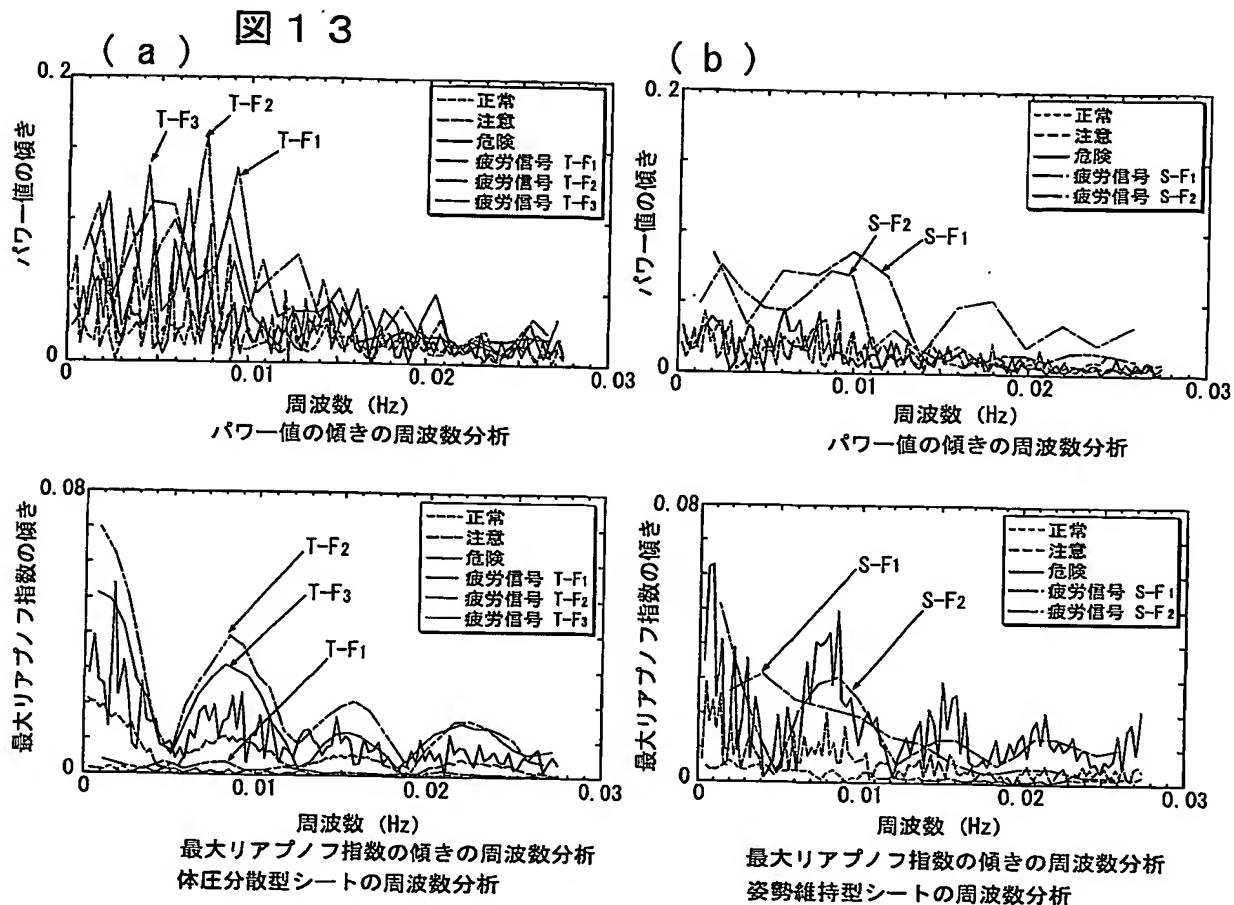 図13
(a)
0.2
パワー値の傾き
0
T-F3
T-F2
T-F1
正常
注意
危険
疲労信号 T-F1
疲労信号 T-F2
疲労信号 T-F3
0
0.01
0.02
0.03
周波数 (Hz)
パワー値の傾きの周波数分析
(b)
0.2
パワー値の傾き
0
S-F2
S-F1
正常
注意
危険
疲労信号 S-F1
疲労信号 S-F2
0
0.01
0.02
0.03
周波数 (Hz)
パワー値の傾きの周波数分析
0.08
最大リアプノフ指数の傾き
0
T-F2
T-F3
T-F1
正常
注意
危険
疲労信号 T-F1
疲労信号 T-F2
疲労信号 T-F3
0
0.01
0.02
0.03
周波数 (Hz)
最大リアプノフ指数の傾きの周波数分析
体圧分散型シートの周波数分析
0.08
最大リアプノフ指数の傾き
0
S-F1
S-F2
正常
注意
危険
疲労信号 S-F1
疲労信号 S-F2
0
0.01
0.02
0.03
周波数 (Hz)
最大リアプノフ指数の傾きの周波数分析
姿勢維持型シートの周波数分析